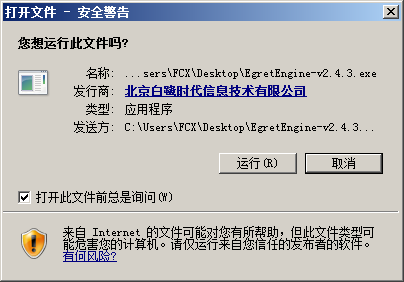 打开文件 - 安全警告
您想运行此文件吗?
名称: ...sers\FCX\Desktop\EgretEngine-v2.4.3.exe
发行商: 北京白鹭时代信息技术有限公司
类型: 应用程序
发送方: C:\Users\FCX\Desktop\EgretEngine-v2.4.3...
运行(R) 取消
打开此文件前总是询问(W)
来自 Internet 的文件可能对您有所帮助,但此文件类型可
能危害您的计算机。请仅运行来自您信任的发布者的软件。
有何风险?